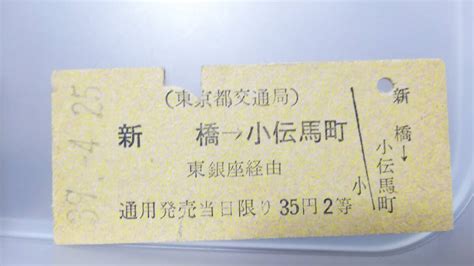 39. 4. 25
(東京都交通局)
新 橋→小伝馬町
東銀座経由
通用発売当日限り 35円2等
新橋→小伝馬町
小